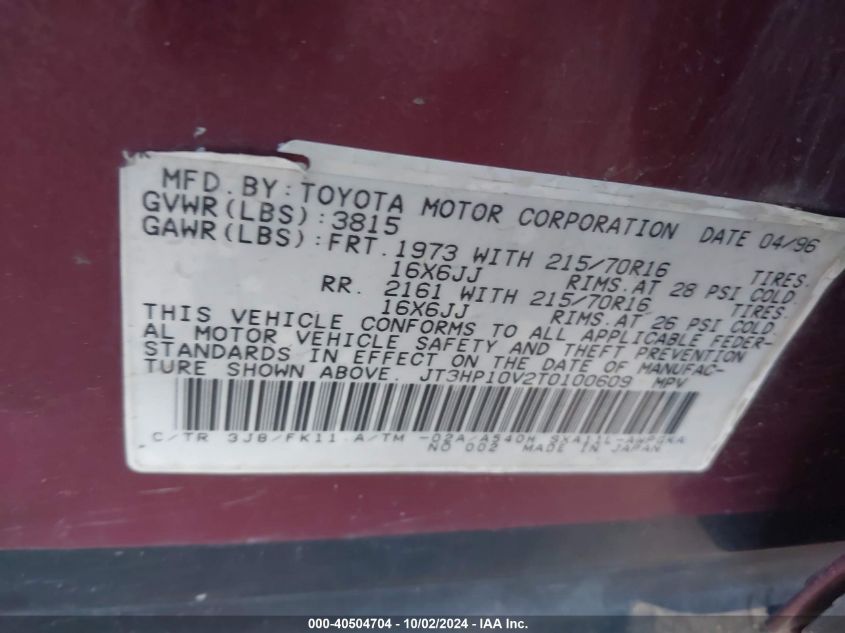 MFD. BY: TOYOTA MOTOR CORPORATION DATE 04/96
GVWR(LBS):3815
GAWR(LBS):FRT. 1973 WITH 215/70R16 TIRES.
16X6JJ RIMS. AT 28 PSI COLD.
RR. 2161 WITH 215/70R16 TIRES.
16X6JJ RIMS. AT 26 PSI COLD.
THIS VEHICLE CONFORMS TO ALL APPLICABLE FEDER-
AL MOTOR VEHICLE SAFETY AND THEFT PREVENTION
STANDARDS IN EFFECT ON THE DATE OF MANUFAC-
TURE SHOWN ABOVE. JT3HP10V2T0100609 MPV
C/TR 3J8/FK11 A/TM -02A/A540H
NO 002 MADE IN JAPAN
000-40504704 - 10/02/2024 - IAAI Inc.